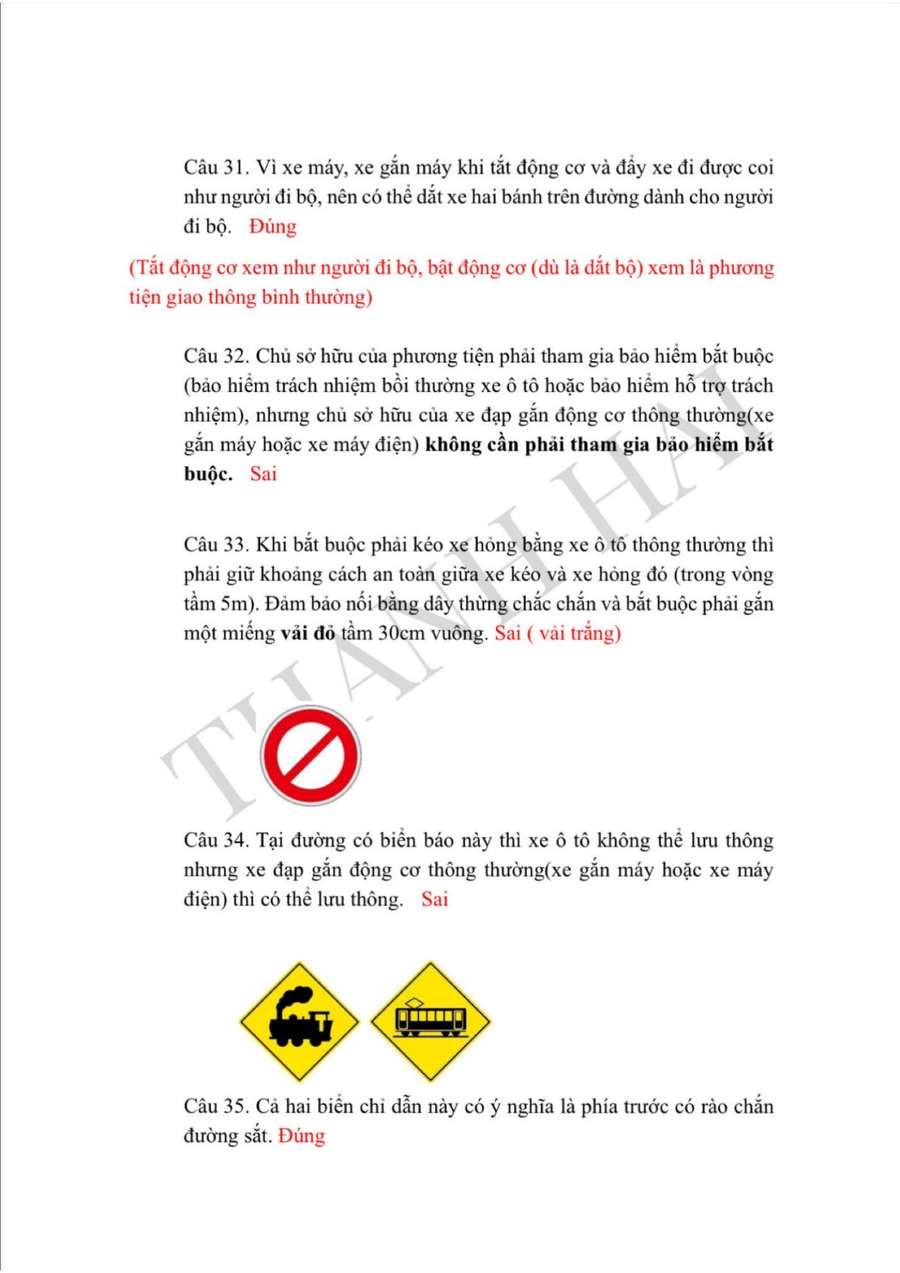 Câu 31. Vì xe máy, xe gắn máy khi tắt động cơ và đẩy xe đi được coi
như người đi bộ, nên có thể dắt xe hai bánh trên đường dành cho người
đi bộ. Đúng
(Tắt động cơ xem như người đi bộ, bật động cơ (dù là dắt bộ) xem là phương
tiện giao thông bình thường)
Câu 32. Chủ sở hữu của phương tiện phải tham gia bảo hiểm bắt buộc
(bảo hiểm trách nhiệm bồi thường xe ô tô hoặc bảo hiểm hỗ trợ trách
nhiệm), nhưng chủ sở hữu của xe đạp gắn động cơ thông thường(xe
gắn máy hoặc xe máy điện) không cần phải tham gia bảo hiểm bắt
buộc. Sai
Câu 33. Khi bắt buộc phải kéo xe hỏng bằng xe ô tô thông thường thì
phải giữ khoảng cách an toàn giữa xe kéo và xe hỏng đó (trong vòng
tầm 5m). Đảm bảo nối bằng dây thừng chắc chắn và bắt buộc phải gắn
một miếng vải đỏ tầm 30cm vuông. Sai ( vải trắng)
THANH HAI
Câu 34. Tại đường có biển báo này thì xe ô tô không thể lưu thông
nhưng xe đạp gắn động cơ thông thường(xe gắn máy hoặc xe máy
điện) thì có thể lưu thông. Sai
Câu 35. Cả hai biển chỉ dẫn này có ý nghĩa là phía trước có rào chắn
đường sắt. Đúng